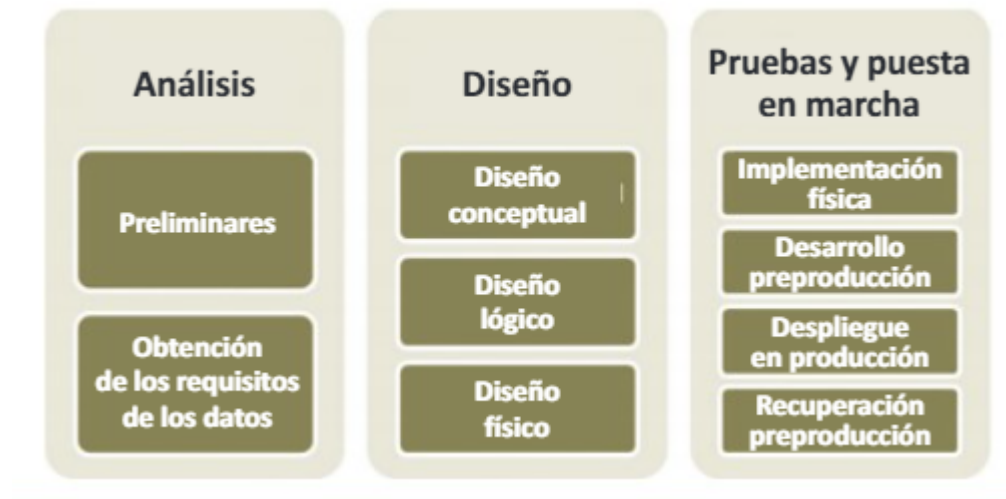 Análisis
Preliminares
Obtención
de los requisitos
de los datos
Diseño
Diseño
conceptual
Diseño
lógico
Diseño
físico
Pruebas y puesta
en marcha
Implementación
física
Desarrollo
preproducción
Despliegue
en producción
Recuperación
preproducción